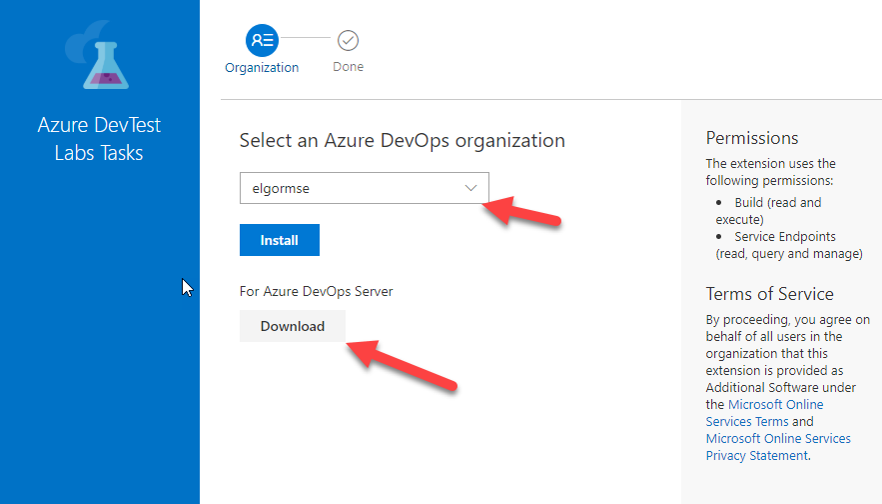 Azure DevTest
Labs Tasks
Organization
Done
Select an Azure DevOps organization
elgormse
Install
For Azure DevOps Server
Download
Permissions
The extension uses the
following permissions:
• Build (read and
execute)
• Service Endpoints
(read, query and manage)
Terms of Service
By proceeding, you agree on
behalf of all users in the
organization that this
extension is provided as
Additional Software under
the Microsoft Online
Services Terms and
Microsoft Online Services
Privacy Statement.